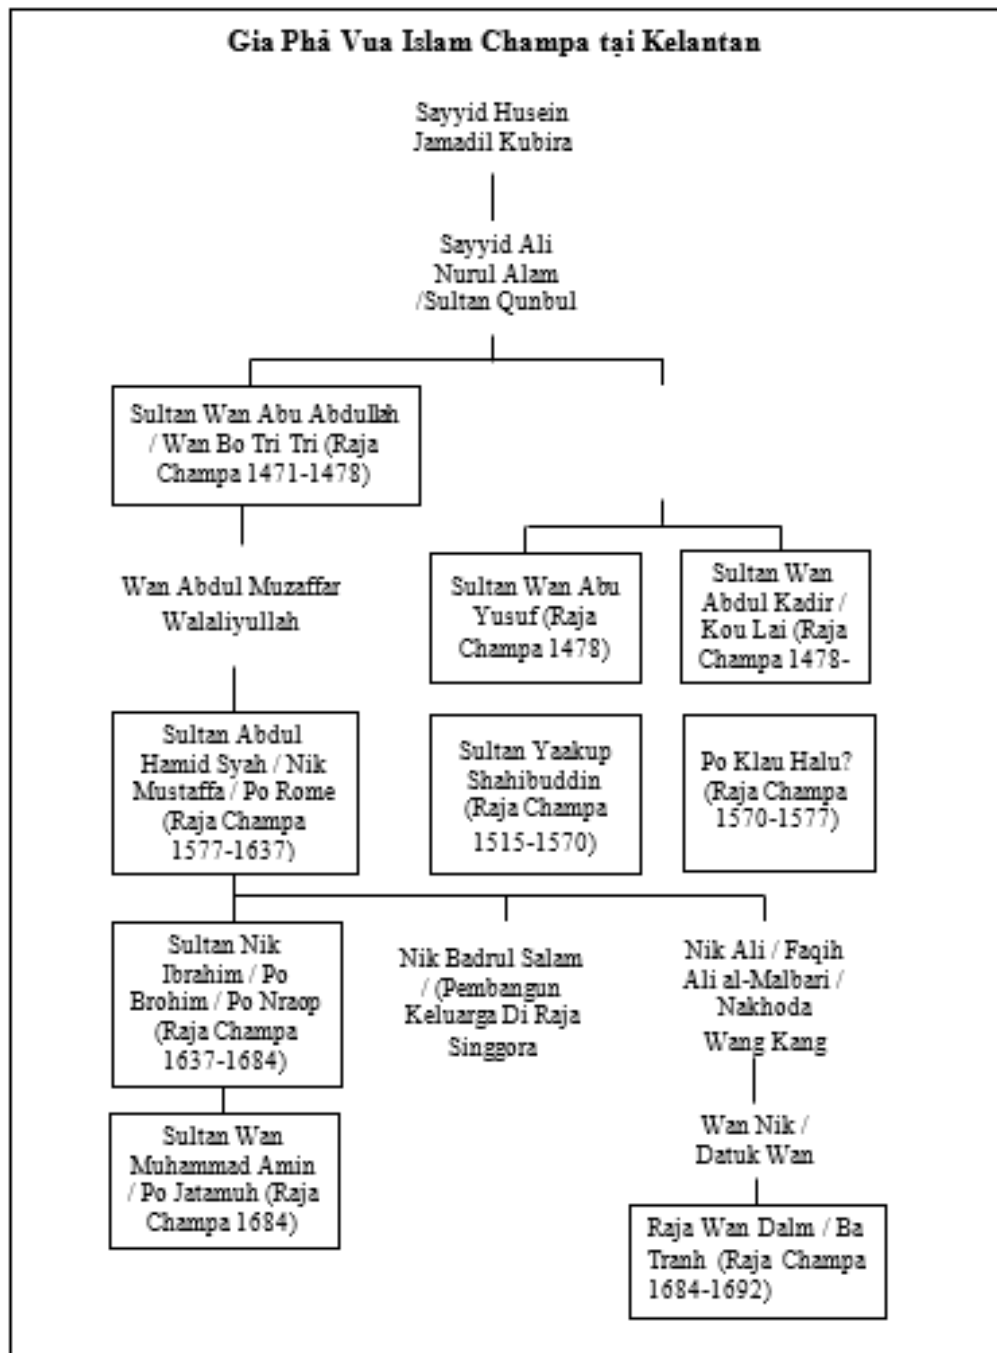 Gia Phả Vua Islam Champa tại Kelantan
Sayyid Husein
Jamadil Kubira
Sayyid Ali
Nurul Alam
/Sultan Qunbul
Sultan Wan Abu Abdullah
/ Wan Bo Tri Tri (Raja
Champa 1471-1478)
Wan Abdul Muzaffar
Walaliyullah
Sultan Wan Abu
Yusuf (Raja
Champa 1478)
Sultan Wan
Abdul Kadir /
Kou Lai (Raja
Champa 1478-
Sultan Abdul
Hamid Syah / Nik
Mustaffa / Po Rome
(Raja Champa
1577-1637)
Sultan Yaakup
Shahibuddin
(Raja Champa
1515-1570)
Po Klau Halu?
(Raja Champa
1570-1577)
Sultan Nik
Ibrahim / Po
Brohim / Po Nraop
(Raja Champa
1637-1684)
Nik Badrul Salam
/ (Pembangun
Keluarga Di Raja
Singgora
Nik Ali / Faqih
Ali al-Malbari /
Nakhoda
Wang Kang
Sultan Wan
Muhammad Amin
/ Po Jatamuh (Raja
Champa 1684)
Wan Nik /
Datuk Wan
Raja Wan Dalm / Ba
Tranh (Raja Champa
1684-1692)